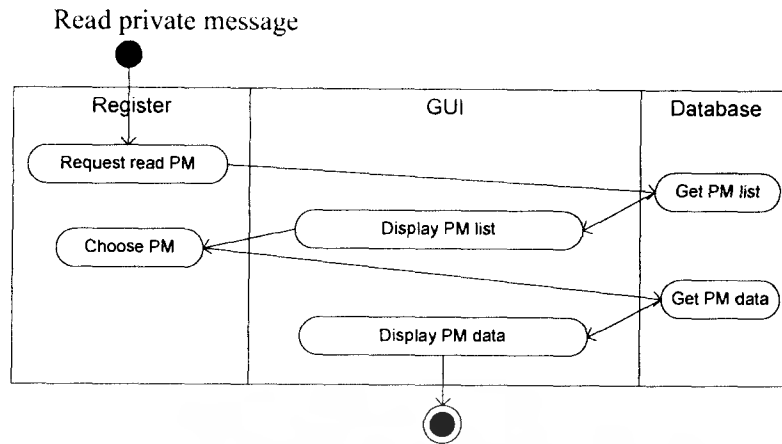 Read private message
Register
GUI
Database
Request read PM
Get PM list
Display PM list
Choose PM
Get PM data
Display PM data